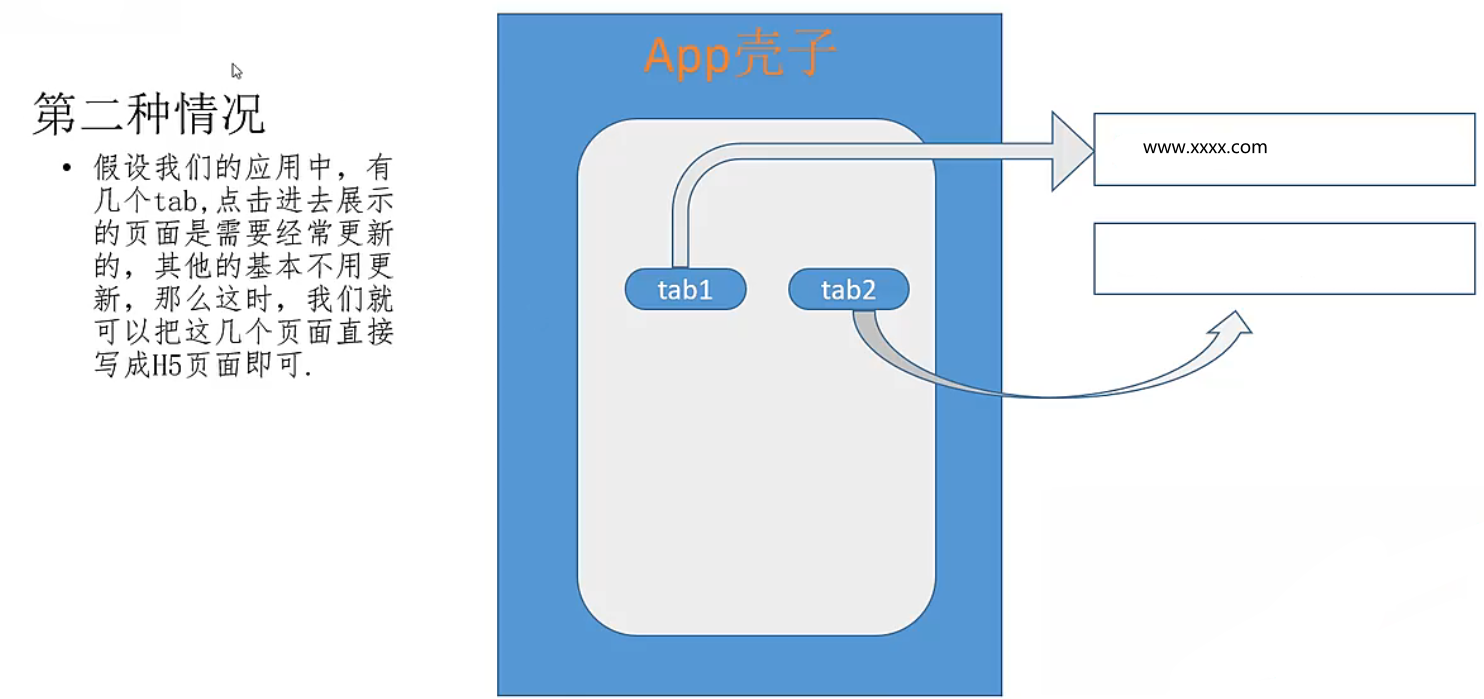 第二种情况
• 假设我们的应用中，有
几个tab,点击进去展示
的页面是需要经常更新
的，其他的基本不用更
新，那么这时，我们就
可以把这几个页面直接
写成H5页面即可.
App壳子
www.xxxx.com
tab1
tab2